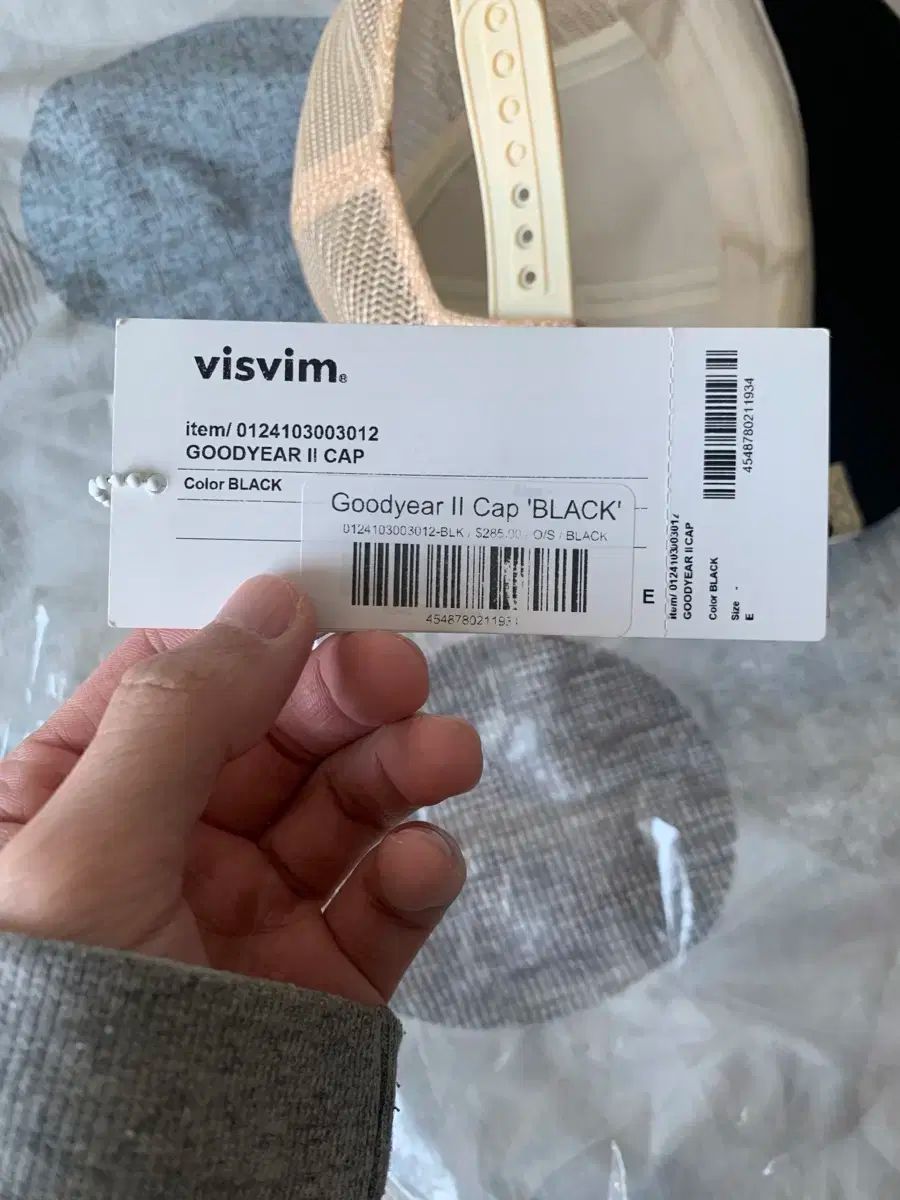 visvim®
item/ 0124103003012
GOODYEAR II CAP
Color BLACK
Goodyear II Cap 'BLACK'
0124103003012-BLK / $285.00 / O/S / BLACK
4548780211934
E
4548780211934
item/ 0124103003012
GOODYEAR II CAP
Color BLACK
Size -
E